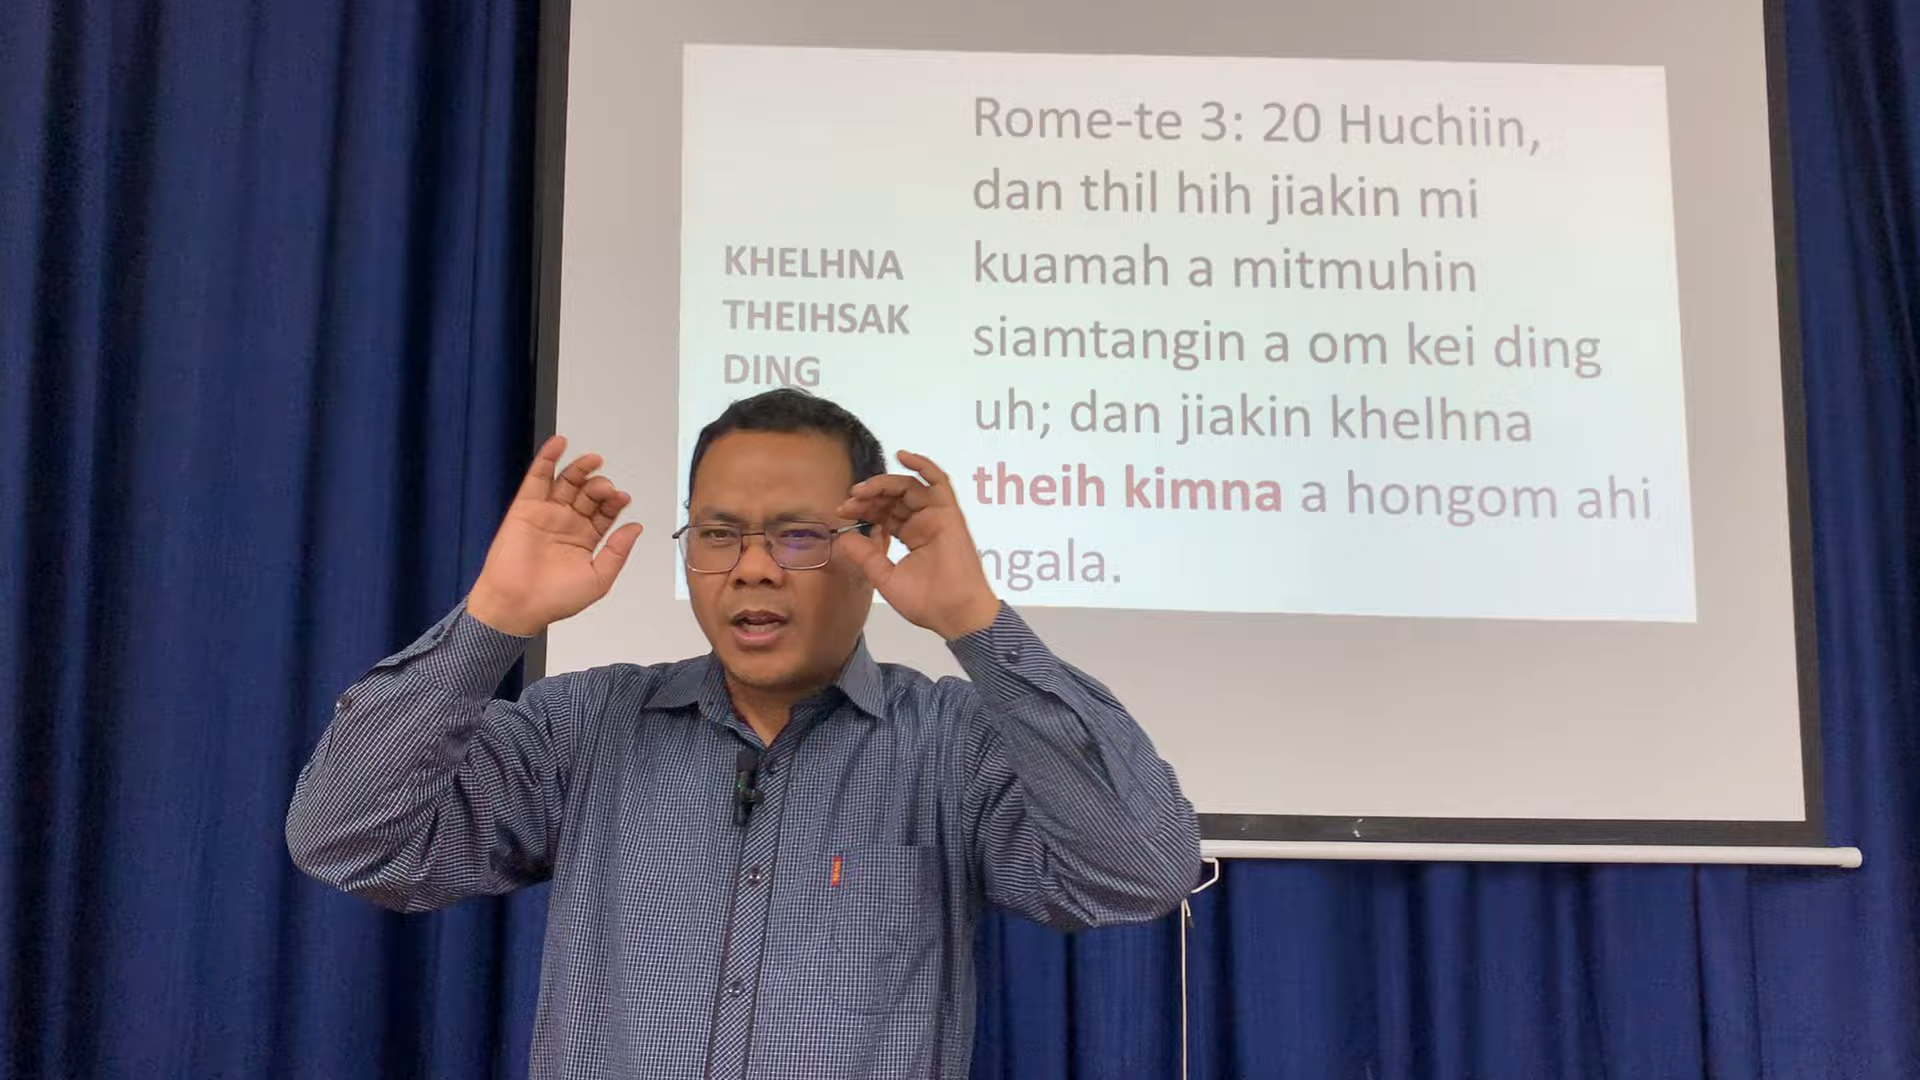 KHELHNA
THEIHSAK
DING
Rome-te 3: 20 Huchiin,
dan thil hih jiakin mi
kuamah a mitmuhin
siamtangin a om kei ding
uh; dan jiakin khelhna
theih kimna a hongom ahi
ngala.